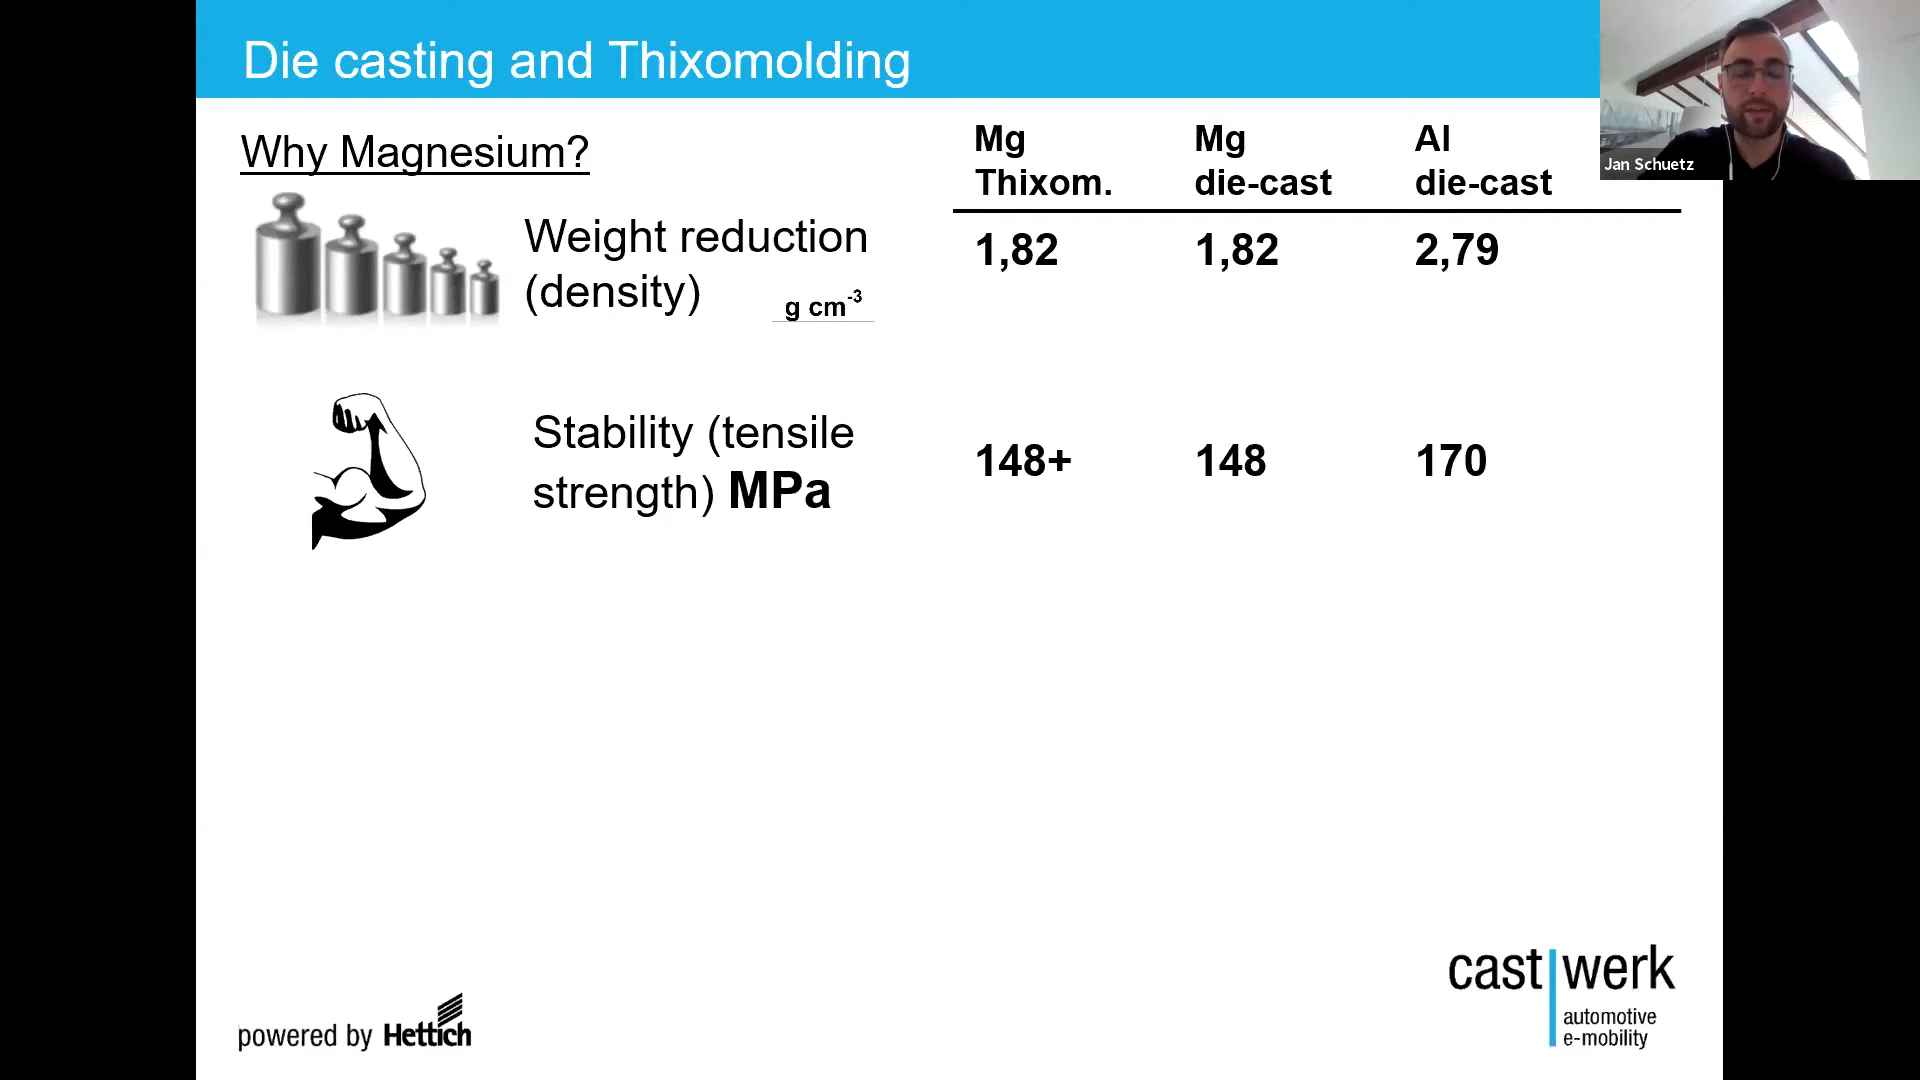 Die casting and Thixomolding
Jan Schuetz
Why Magnesium?
Mg Thixom.
Mg die-cast
Al die-cast
Weight reduction
(density) g cm-3
1,82 1,82 2,79
Stability (tensile
strength) MPa
148+ 148 170
powered by Hettich
cast werk
automotive
e-mobility